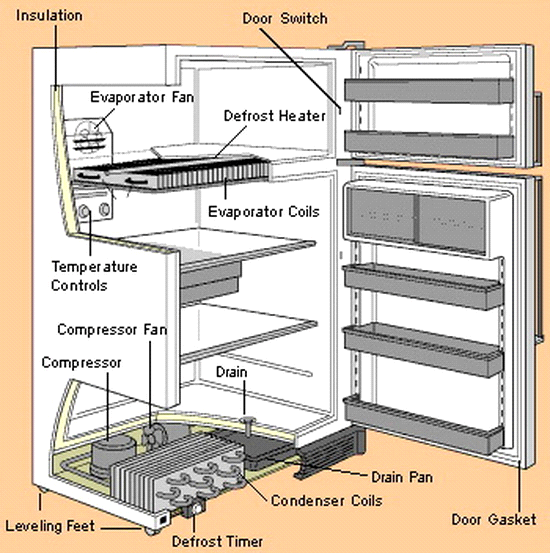 Insulation
Door Switch
Evaporator Fan
Defrost Heater
Evaporator Coils
Temperature
Controls
Compressor Fan
Compressor
Drain
Drain Pan
Condenser Coils
Leveling Feet
Door Gasket
Defrost Timer